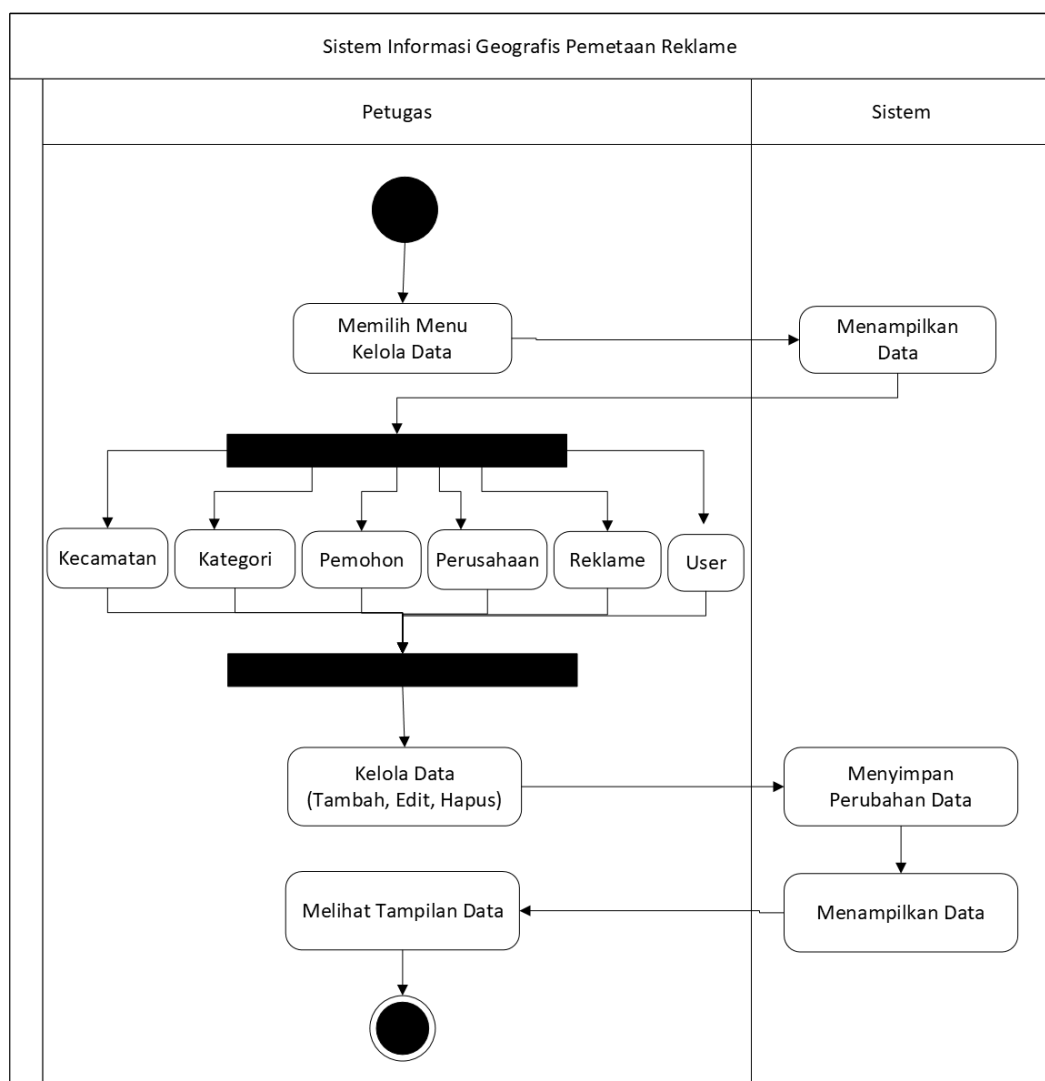 Sistem Informasi Geografis Pemetaan Reklame
Petugas
Sistem
Memilih Menu
Kelola Data
Menampilkan
Data
Kecamatan
Kategori
Pemohon
Perusahaan
Reklame
User
Kelola Data
(Tambah, Edit, Hapus)
Menyimpan
Perubahan Data
Melihat Tampilan Data
Menampilkan Data